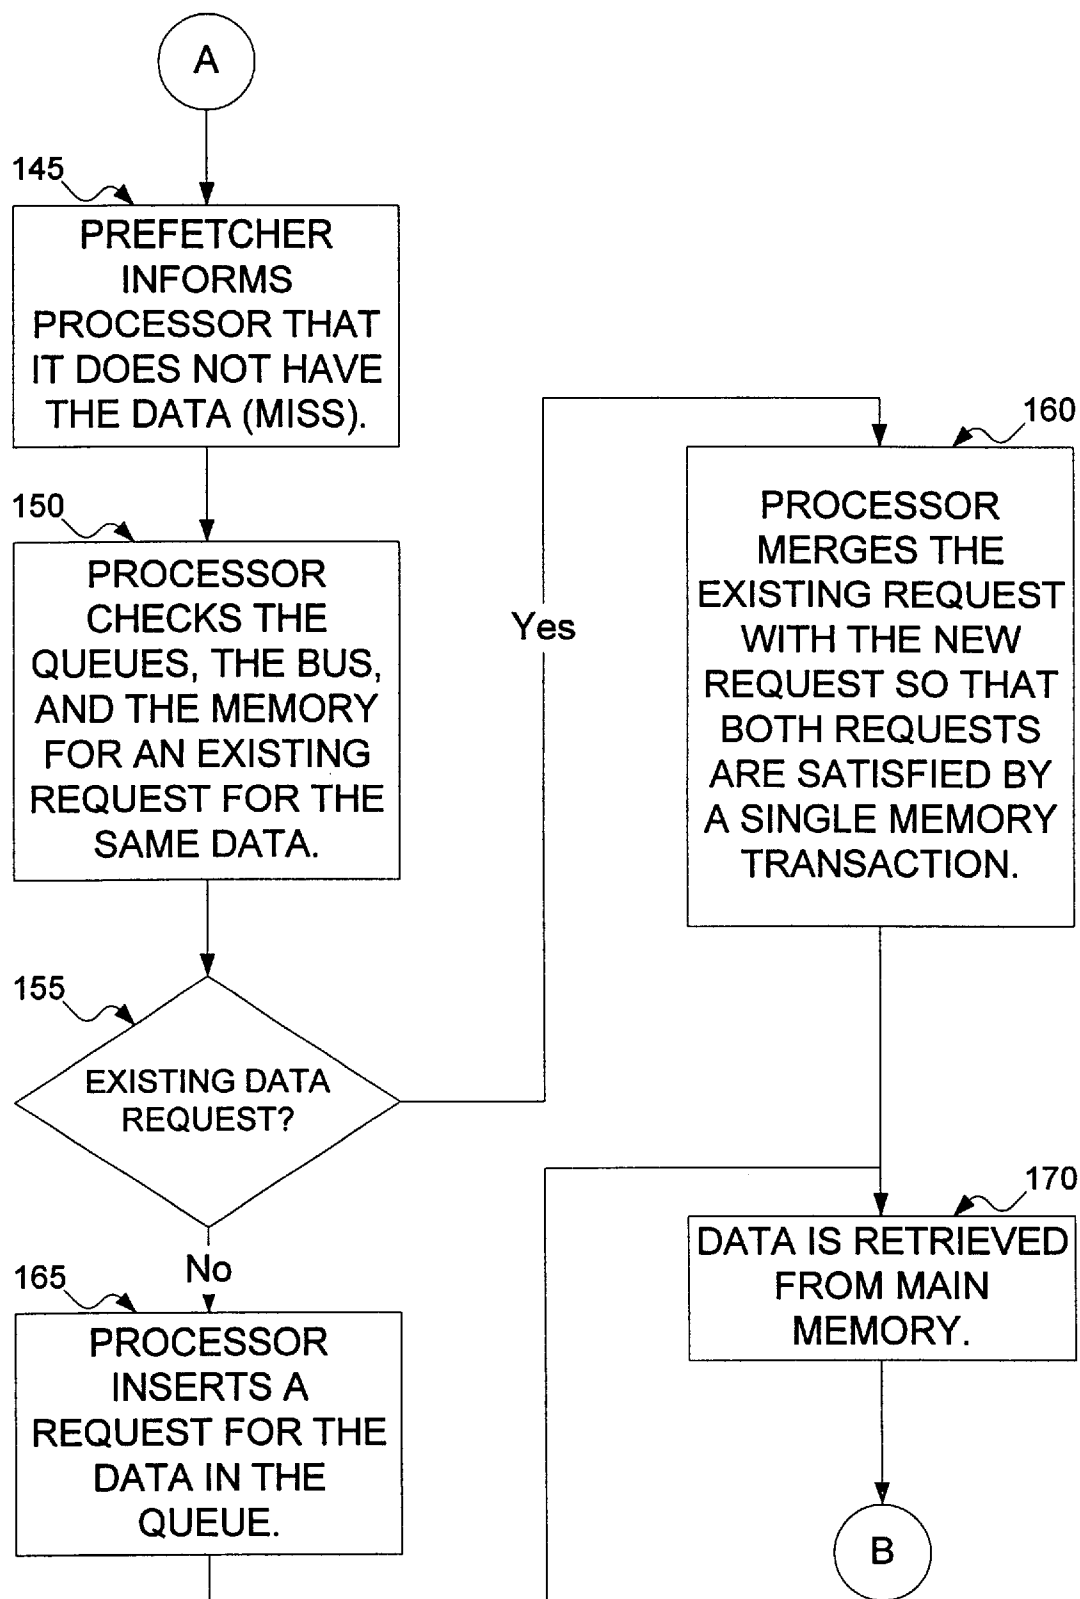 A
145
PREFETCHER
INFORMS
PROCESSOR THAT
IT DOES NOT HAVE
THE DATA (MISS).
150
PROCESSOR
CHECKS THE
QUEUES, THE BUS,
AND THE MEMORY
FOR AN EXISTING
REQUEST FOR THE
SAME DATA.
155
EXISTING DATA
REQUEST?
Yes
No
160
PROCESSOR
MERGES THE
EXISTING REQUEST
WITH THE NEW
REQUEST SO THAT
BOTH REQUESTS
ARE SATISFIED BY
A SINGLE MEMORY
TRANSACTION.
165
PROCESSOR
INSERTS A
REQUEST FOR THE
DATA IN THE
QUEUE.
170
DATA IS RETRIEVED
FROM MAIN
MEMORY.
B